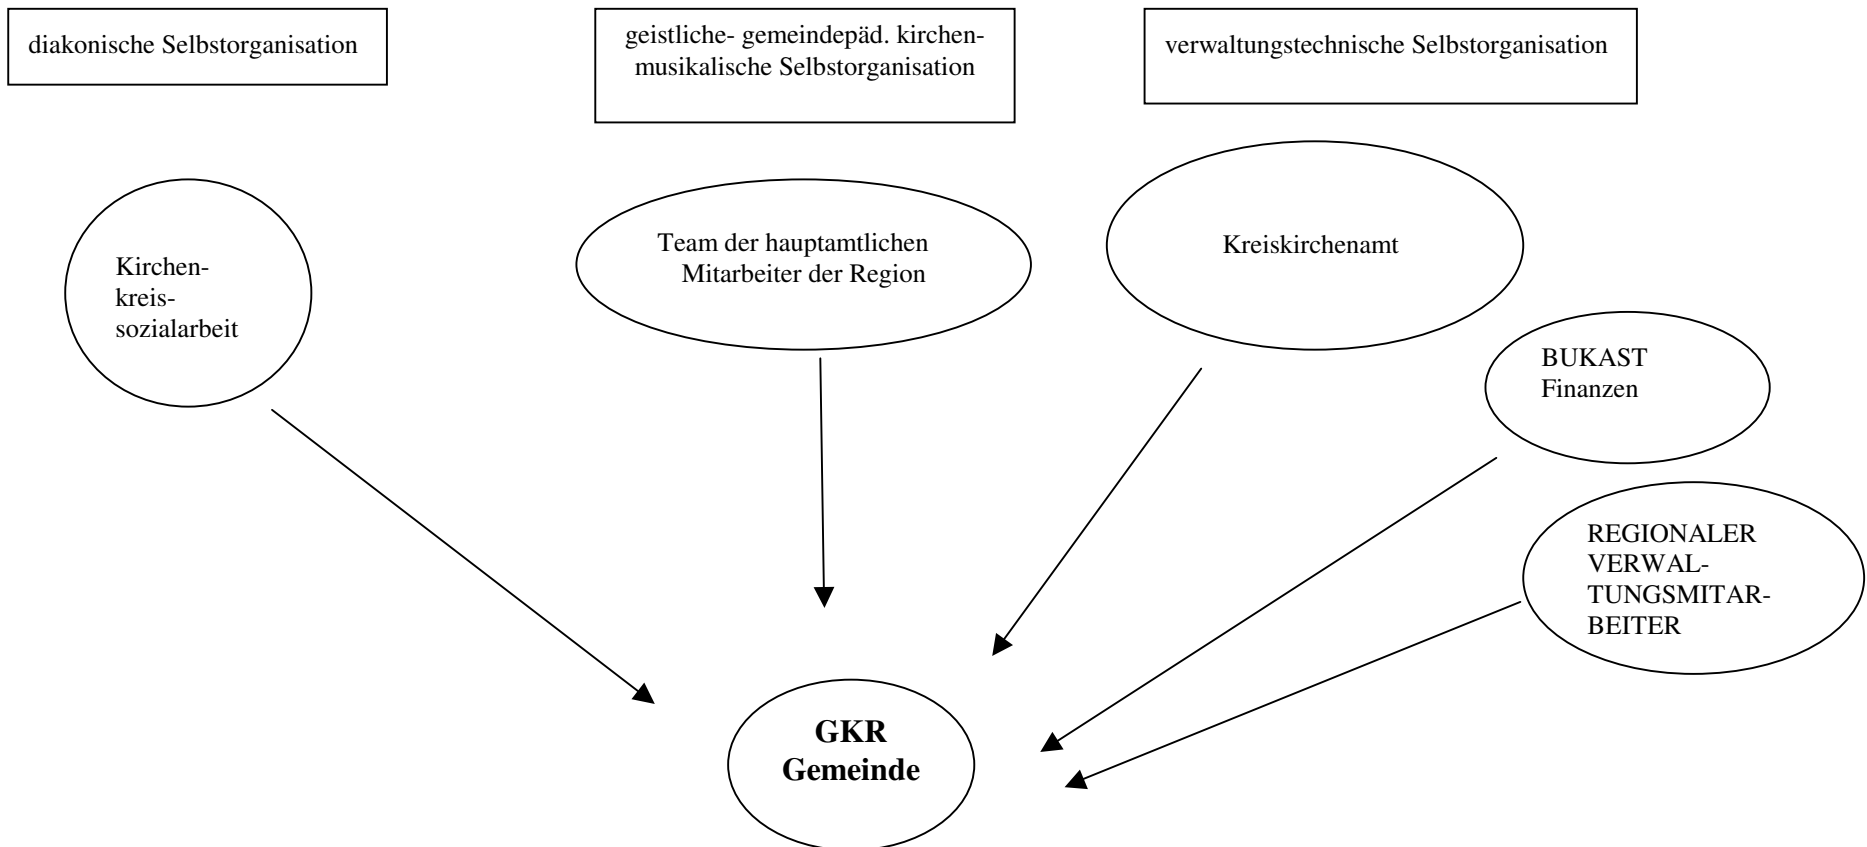 diakonische Selbstorganisation
geistliche- gemeindepäd. kirchen-
musikalische Selbstorganisation
verwaltungstechnische Selbstorganisation
Kirchen-
kreis-
sozialarbeit
Team der hauptamtlichen
Mitarbeiter der Region
Kreiskirchenamt
BUKAST
Finanzen
REGIONALER
VERWAL-
TUNGSMITAR-
BEITER
GKR
Gemeinde